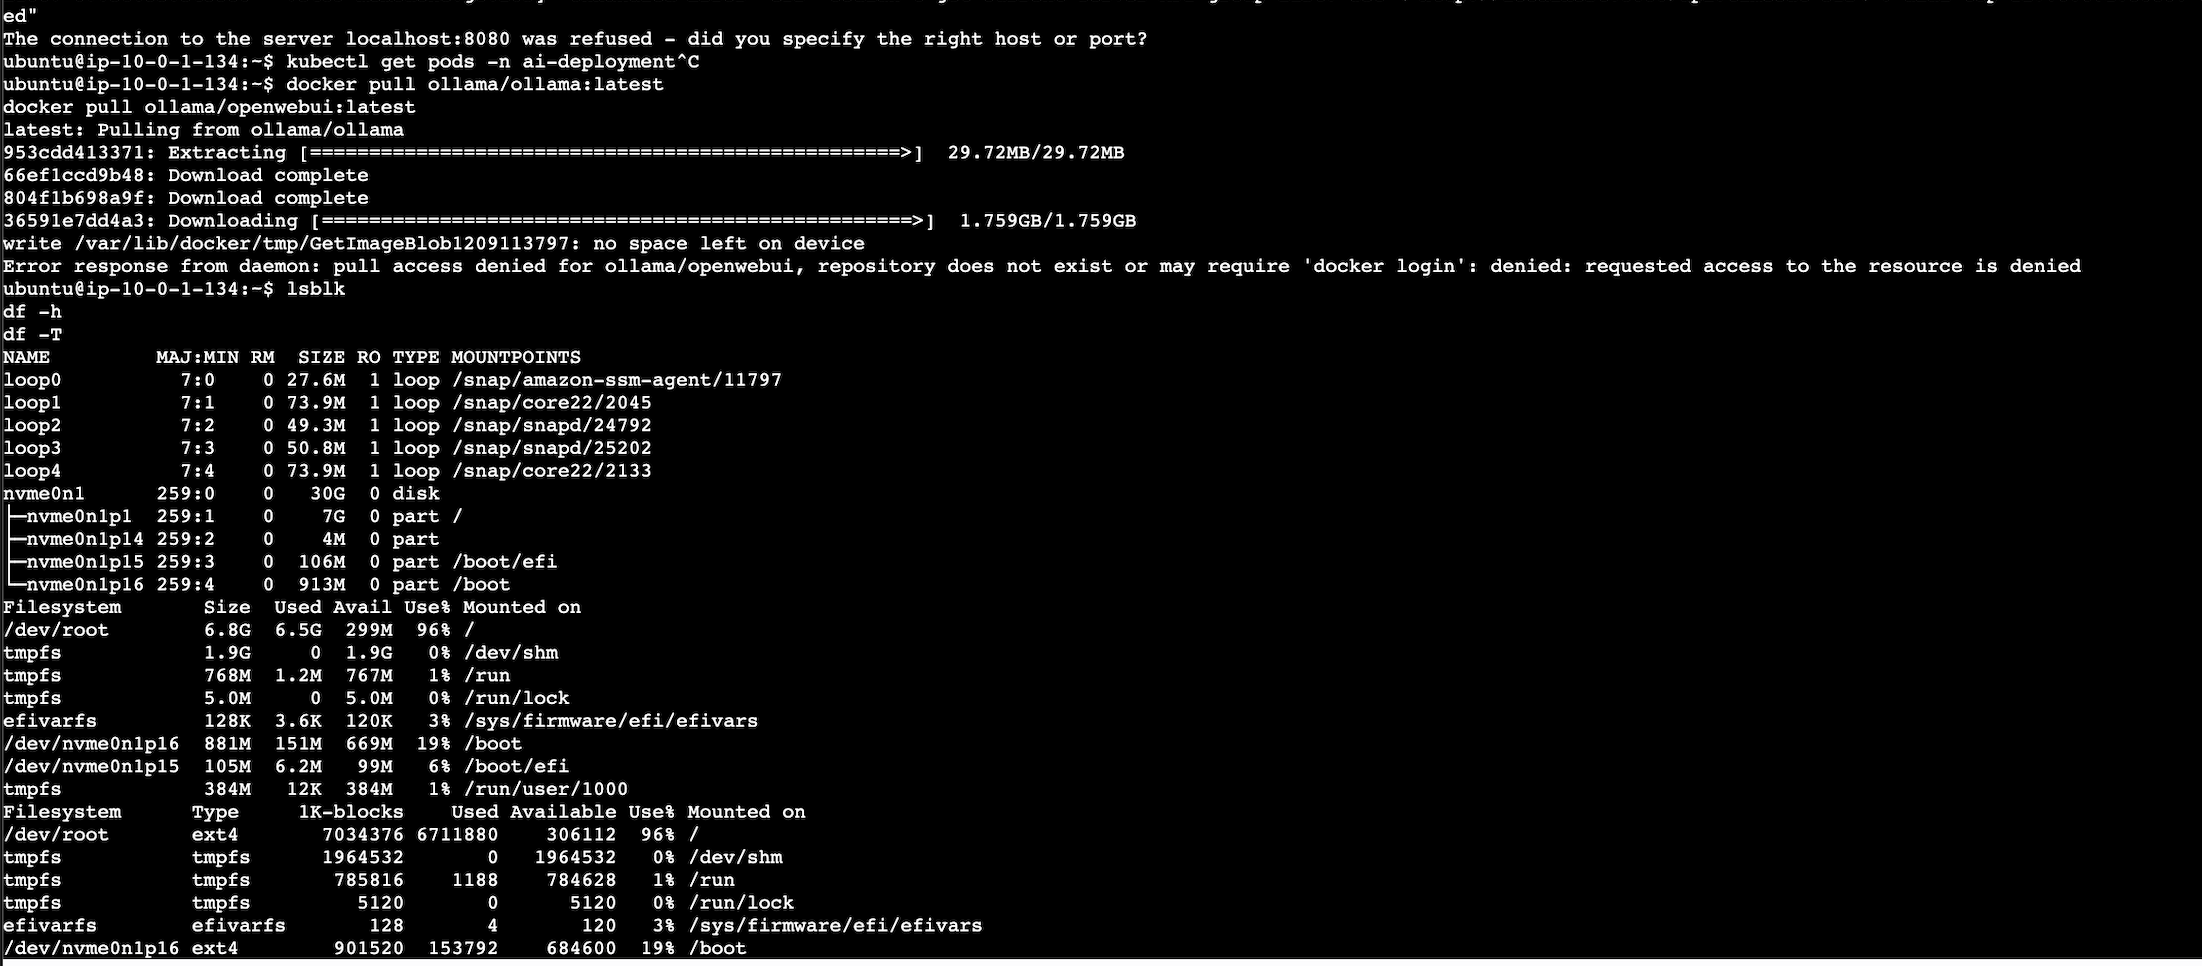 ed"
The connection to the server localhost:8080 was refused - did you specify the right host or port?
ubuntu@ip-10-0-1-134:~$ kubectl get pods -n ai-deployment^C
ubuntu@ip-10-0-1-134:~$ docker pull ollama/ollama:latest
docker pull ollama/openwebui:latest
latest: Pulling from ollama/ollama
953cdd413371: Extracting [==================================================>]  29.72MB/29.72MB
66ef1ccd9b48: Download complete
804f1b698a9f: Download complete
36591e7dd4a3: Downloading [==================================================>]  1.759GB/1.759GB
write /var/lib/docker/tmp/GetImageBlob1209113797: no space left on device
Error response from daemon: pull access denied for ollama/openwebui, repository does not exist or may require 'docker login': denied: requested access to the resource is denied
ubuntu@ip-10-0-1-134:~$ lsblk
df -h
df -T
NAME         MAJ:MIN RM   SIZE RO TYPE MOUNTPOINTS
loop0          7:0    0  27.6M  1 loop /snap/amazon-ssm-agent/11797
loop1          7:1    0  73.9M  1 loop /snap/core22/2045
loop2          7:2    0  49.3M  1 loop /snap/snapd/24792
loop3          7:3    0  50.8M  1 loop /snap/snapd/25202
loop4          7:4    0  73.9M  1 loop /snap/core22/2133
nvme0n1      259:0    0    30G  0 disk
├─nvme0n1p1  259:1    0     7G  0 part /
├─nvme0n1p14 259:2    0     4M  0 part
├─nvme0n1p15 259:3    0   106M  0 part /boot/efi
└─nvme0n1p16 259:4    0   913M  0 part /boot
Filesystem       Size  Used Avail Use% Mounted on
/dev/root        6.8G  6.5G  299M  96% /
tmpfs            1.9G     0  1.9G   0% /dev/shm
tmpfs            768M  1.2M  767M   1% /run
tmpfs            5.0M     0  5.0M   0% /run/lock
efivarfs         128K  3.6K  120K   3% /sys/firmware/efi/efivars
/dev/nvme0n1p16  881M  151M  669M  19% /boot
/dev/nvme0n1p15  105M  6.2M   99M   6% /boot/efi
tmpfs            384M   12K  384M   1% /run/user/1000
Filesystem      Type     1K-blocks    Used Available Use% Mounted on
/dev/root       ext4       7034376 6711880    306112  96% /
tmpfs           tmpfs      1964532       0   1964532   0% /dev/shm
tmpfs           tmpfs       785816    1188    784628   1% /run
tmpfs           tmpfs         5120       0      5120   0% /run/lock
efivarfs        efivarfs       128       4       120   3% /sys/firmware/efi/efivars
/dev/nvme0n1p16 ext4        901520  153792    684600  19% /boot